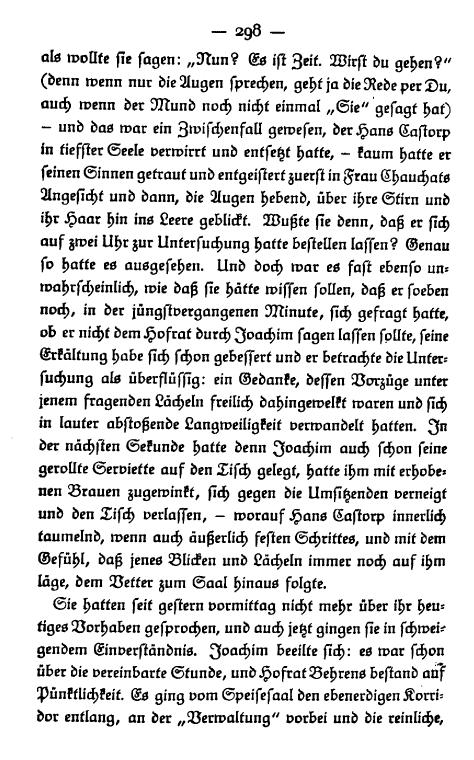 — 298 —
als wollte sie sagen: „Nun? Es ist Zeit. Wirst du gehen?“
(denn wenn nur die Augen sprechen, geht ja die Rede per Du,
auch wenn der Mund noch nicht einmal „Sie“ gesagt hat)
– und das war ein Zwischenfall gewesen, der Hans Castorp
in tiefster Seele verwirrt und entsetzt hatte, – kaum hatte er
seinen Sinnen getraut und entgeistert zuerst in Frau Chauchats
Angesicht und dann, die Augen hebend, über ihre Stirn und
ihr Haar hin ins Leere geblickt. Wußte sie denn, daß er sich
auf zwei Uhr zur Untersuchung hatte bestellen lassen? Genau
so hatte es ausgesehen. Und doch war es fast ebenso un-
wahrscheinlich, wie daß sie hätte wissen sollen, daß er soeben
noch, in der jüngstvergangenen Minute, sich gefragt hatte,
ob er nicht dem Hofrat durch Joachim sagen lassen sollte, seine
Erkältung habe sich schon gebessert und er betrachte die Unter-
suchung als überflüssig: ein Gedanke, dessen Vorzüge unter
jenem fragenden Lächeln freilich dahingewelkt waren und sich
in lauter abstoßende Langweiligkeit verwandelt hatten. In
der nächsten Sekunde hatte denn Joachim auch schon seine
gerollte Serviette auf den Tisch gelegt, hatte ihm mit erhobe-
nen Brauen zugewinkt, sich gegen die Umsitzenden verneigt
und den Tisch verlassen, – worauf Hans Castorp innerlich
taumelnd, wenn auch äußerlich festen Schrittes, und mit dem
Gefühl, daß jenes Blicken und Lächeln immer noch auf ihm
läge, dem Vetter zum Saal hinaus folgte.
Sie hatten seit gestern vormittag nicht mehr über ihr heu-
tiges Vorhaben gesprochen, und auch jetzt gingen sie in schwei-
gendem Einverständnis. Joachim beeilte sich: es war schon
über die vereinbarte Stunde, und Hofrat Behrens bestand auf
Pünktlichkeit. Es ging vom Speisesaal den ebenerdigen Korri-
dor entlang, an der „Verwaltung“ vorbei und die reinliche,